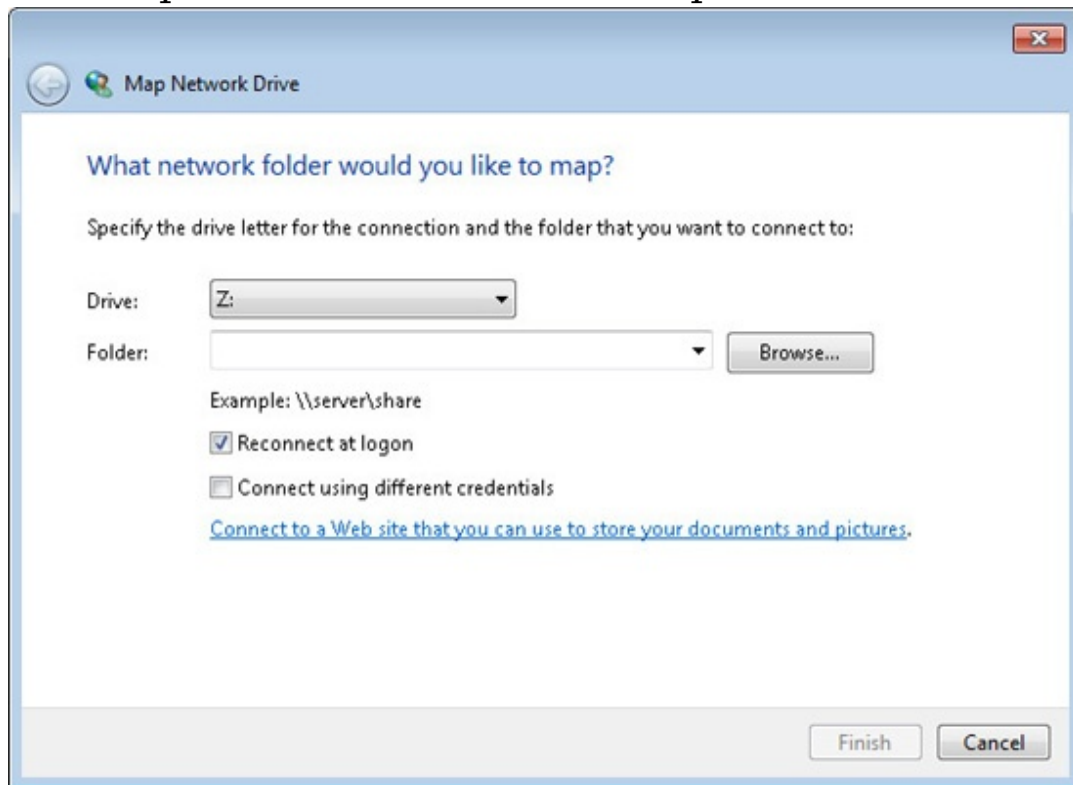 Map Network Drive
What network folder would you like to map?
Specify the drive letter for the connection and the folder that you want to connect to:
Drive: Z:
Folder: Browse...
Example: \\server\share
Reconnect at logon
Connect using different credentials
Connect to a Web site that you can use to store your documents and pictures.
Finish Cancel